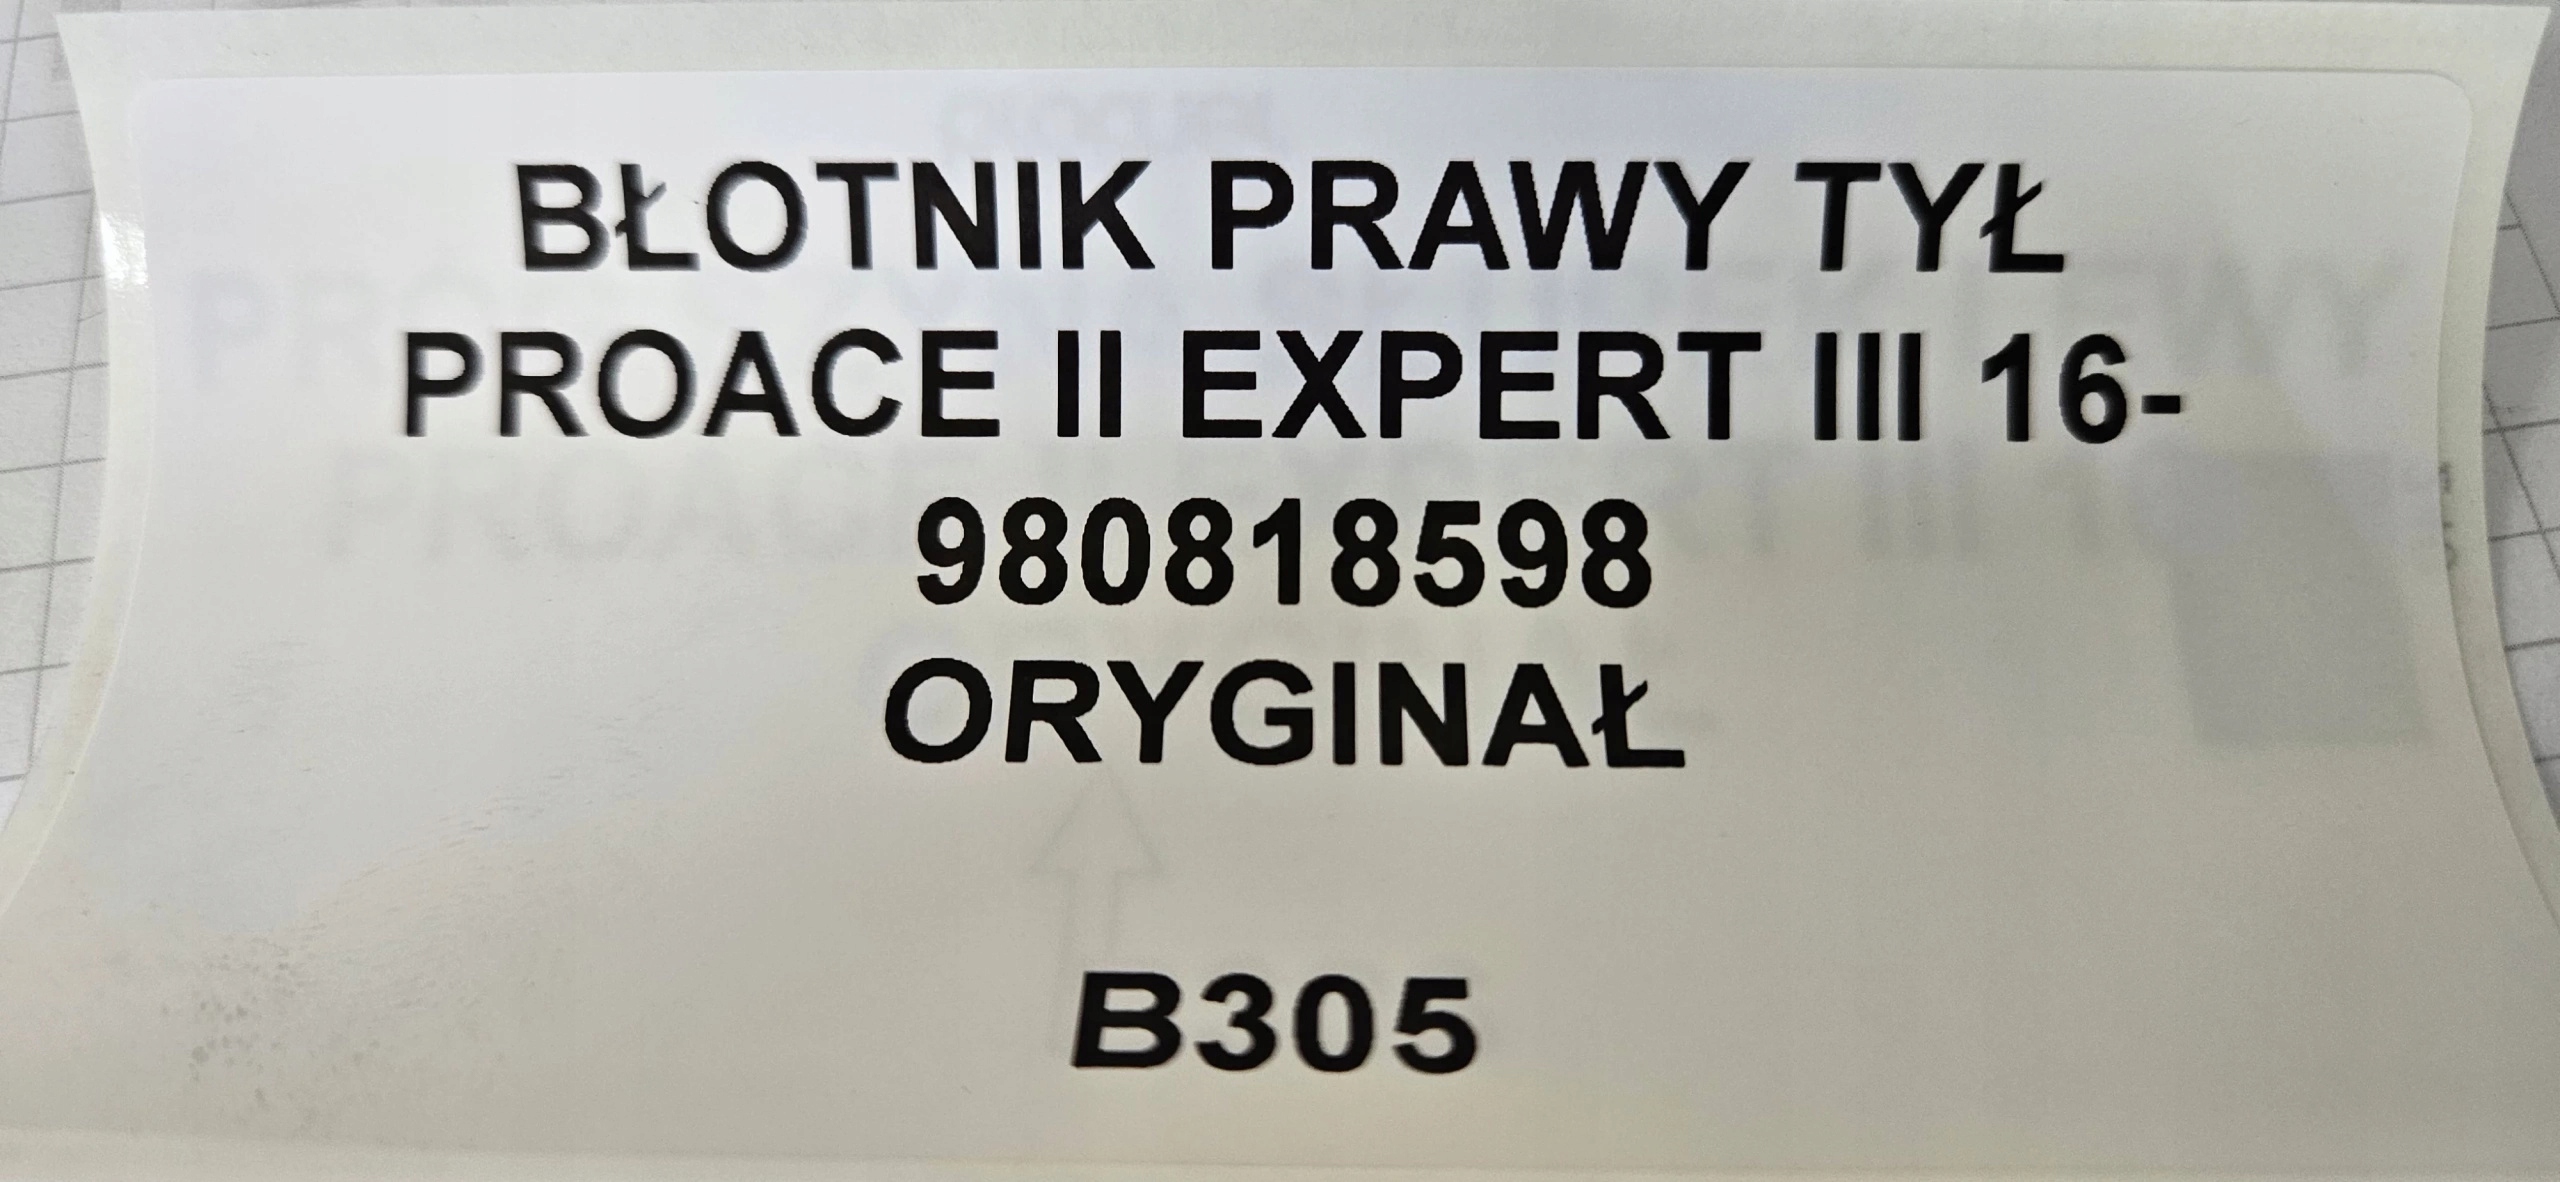 BŁOTNIK PRAWY TYŁ
PROACE II EXPERT III 16-
980818598
ORYGINAŁ
B305